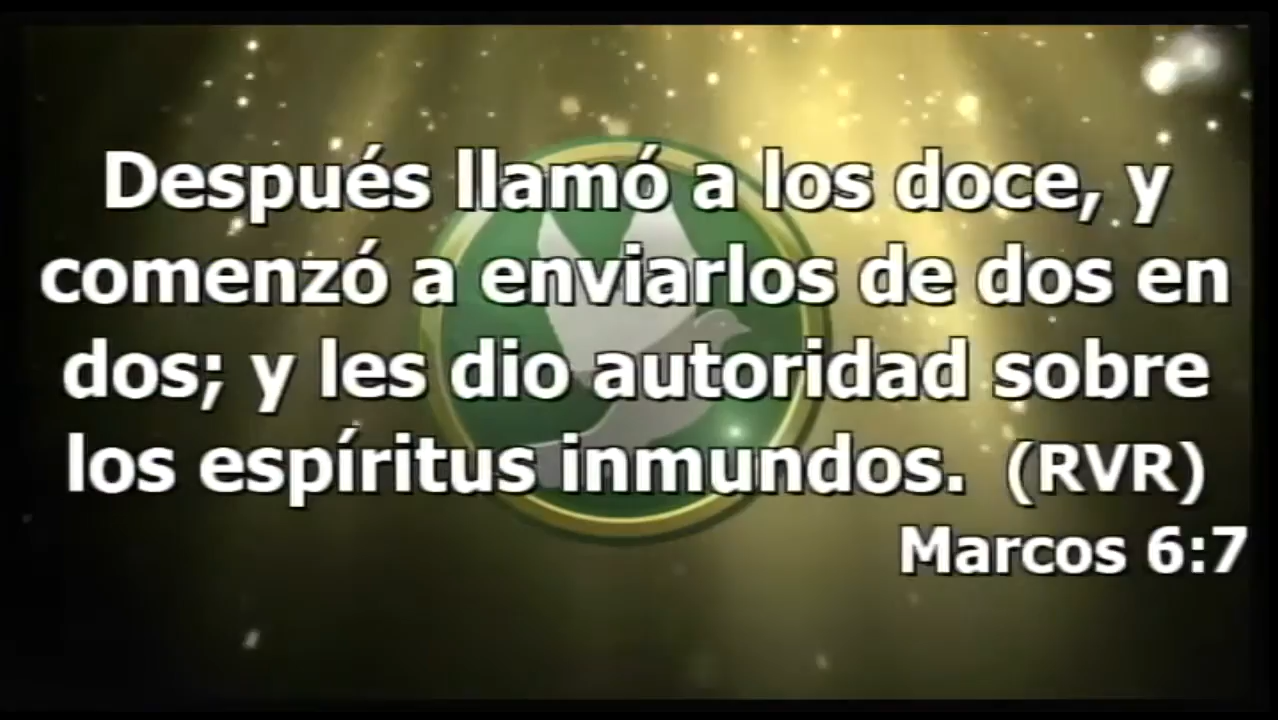 Después llamó a los doce, y
comenzó a enviarlos de dos en
dos; y les dio autoridad sobre
los espíritus inmundos. (RVR)
Marcos 6:7